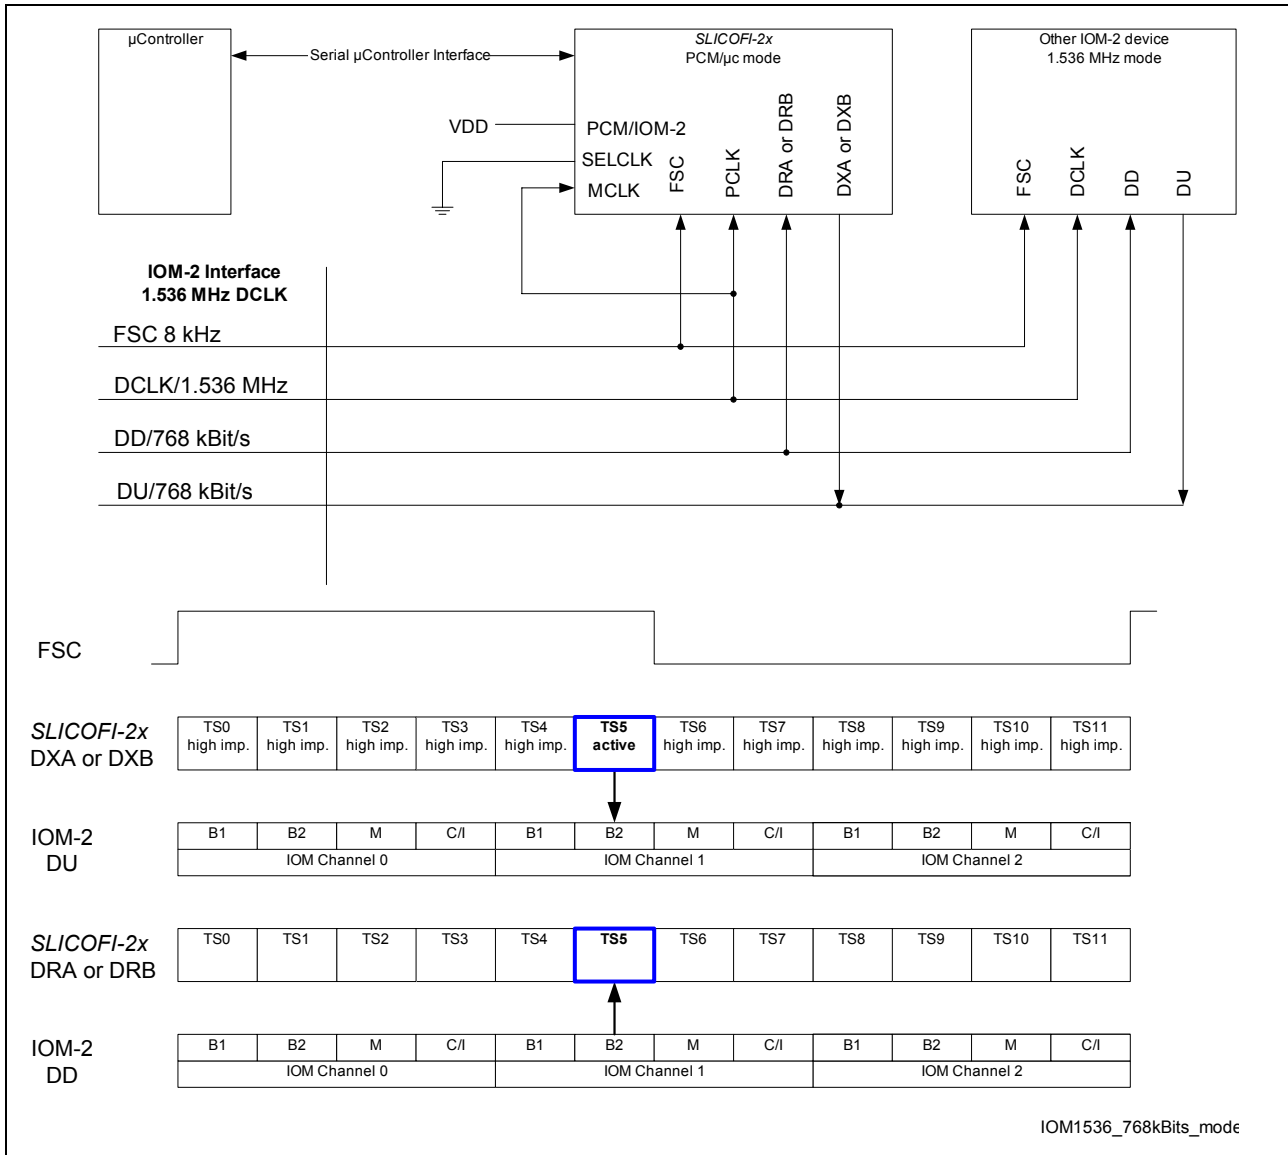 µController
Serial µController Interface
SLICOFI-2x
PCM/µc mode
Other IOM-2 device
1.536 MHz mode
VDD
PCM/IOM-2
SELCLK
MCLK
FSC
PCLK
DRA or DRB
DXA or DXB
FSC
DCLK
DD
DU
IOM-2 Interface
1.536 MHz DCLK
FSC 8 kHz
DCLK/1.536 MHz
DD/768 kBit/s
DU/768 kBit/s
FSC
SLICOFI-2x
DXA or DXB
TS0 high imp.
TS1 high imp.
TS2 high imp.
TS3 high imp.
TS4 high imp.
TS5 active
TS6 high imp.
TS7 high imp.
TS8 high imp.
TS9 high imp.
TS10 high imp.
TS11 high imp.
IOM-2
DU
B1 B2 M C/I B1 B2 M C/I B1 B2 M C/I
IOM Channel 0 IOM Channel 1 IOM Channel 2
SLICOFI-2x
DRA or DRB
TS0 TS1 TS2 TS3 TS4 TS5 TS6 TS7 TS8 TS9 TS10 TS11
IOM-2
DD
B1 B2 M C/I B1 B2 M C/I B1 B2 M C/I
IOM Channel 0 IOM Channel 1 IOM Channel 2
IOM1536_768kBits_mode